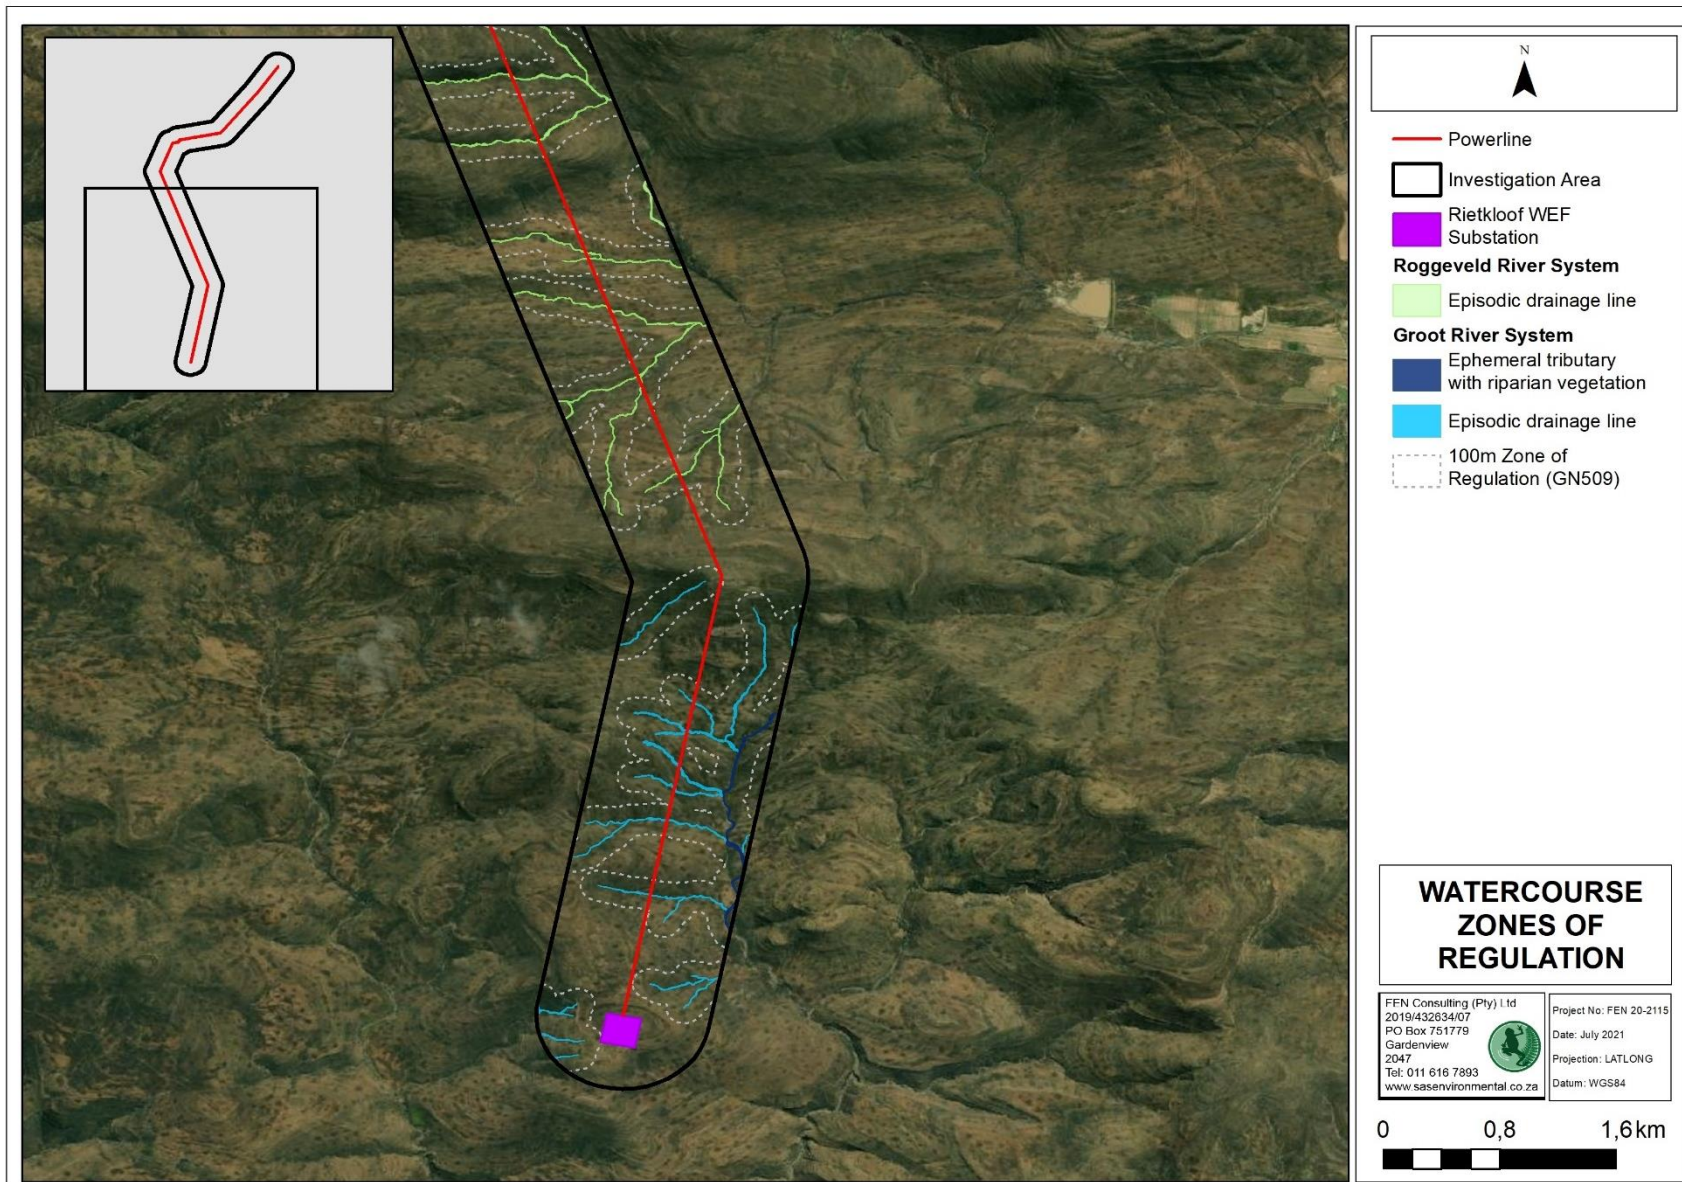 N
Powerline
Investigation Area
Rietkloof WEF
Substation
Roggeveld River System
Episodic drainage line
Groot River System
Ephemeral tributary
with riparian vegetation
Episodic drainage line
100m Zone of
Regulation (GN509)
WATERCOURSE
ZONES OF
REGULATION
FEN Consulting (Pty) Ltd
2019/432634/07
PO Box 751779
Gardenview
2047
Tel: 011 616 7893
www.sasenvironmental.co.za
Project No: FEN 20-2115
Date: July 2021
Projection: LATLONG
Datum: WGS84
0 0,8 1,6 km